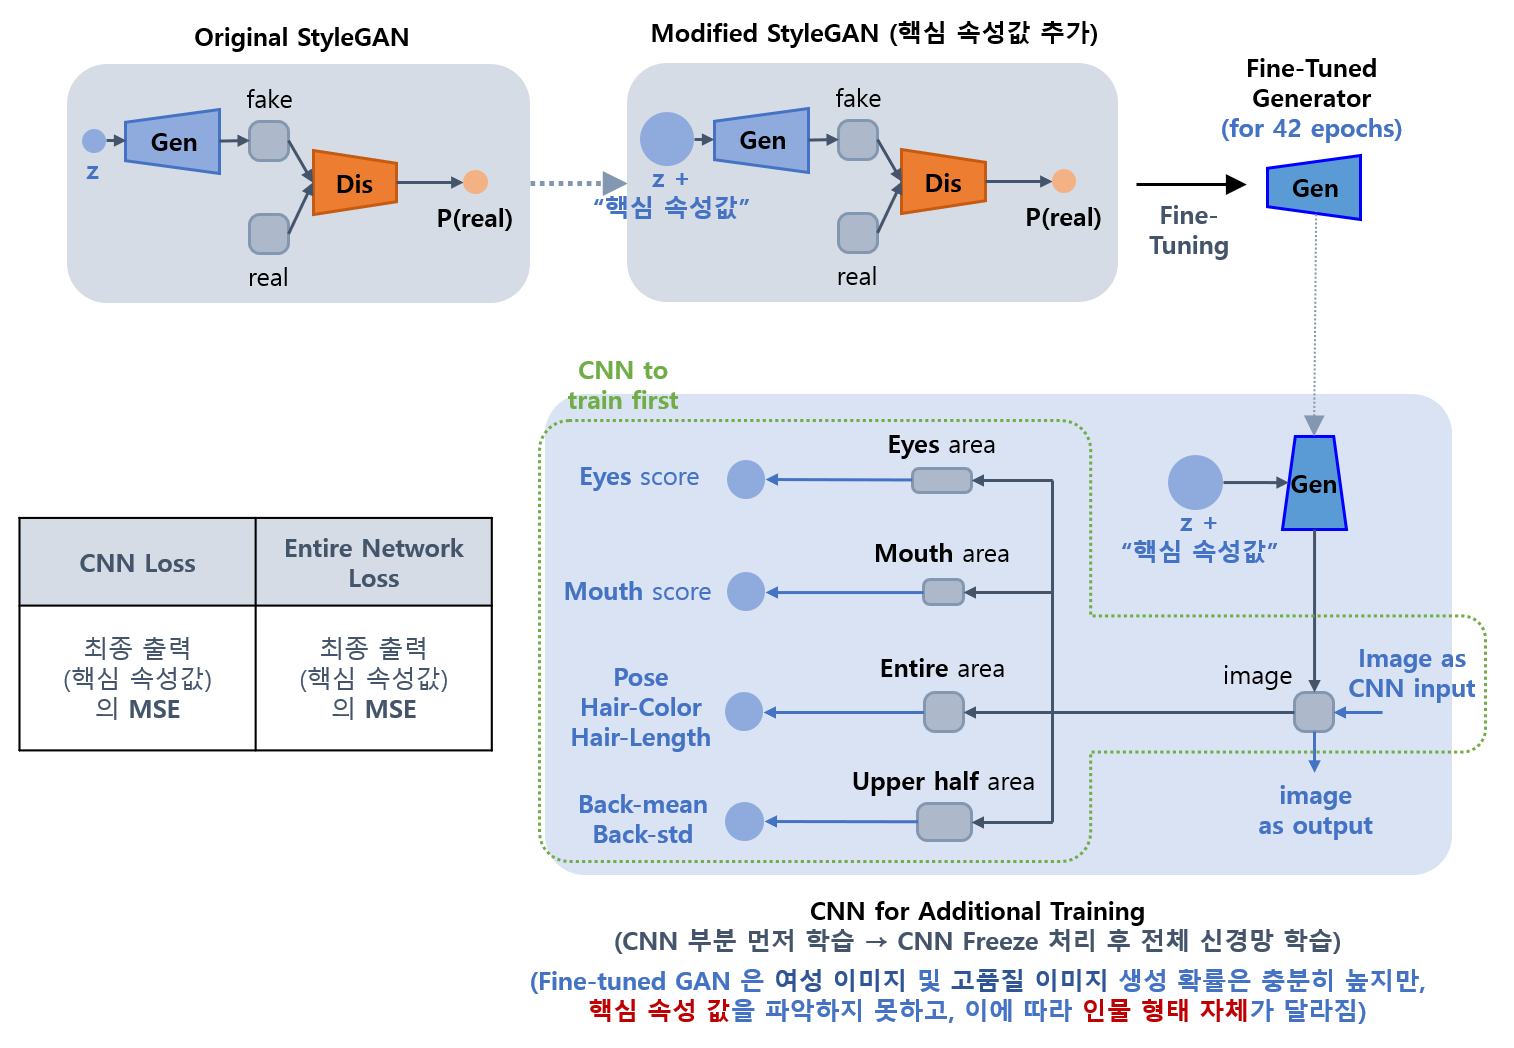 Original StyleGAN
fake
Gen
z
Dis
P(real)
real
Modified StyleGAN (핵심 속성값 추가)
fake
Gen
z +
“핵심 속성값”
Dis
P(real)
real
Fine-
Tuning
Fine-Tuned
Generator
(for 42 epochs)
Gen
CNN to
train first
Eyes area
Eyes score
Mouth area
Mouth score
Entire area
Pose
Hair-Color
Hair-Length
Upper half area
Back-mean
Back-std
Gen
z +
“핵심 속성값”
image
Image as
CNN input
image
as output
CNN Loss
Entire Network
Loss
최종 출력
(핵심 속성값)
의 MSE
최종 출력
(핵심 속성값)
의 MSE
CNN for Additional Training
(CNN 부분 먼저 학습 → CNN Freeze 처리 후 전체 신경망 학습)
(Fine-tuned GAN 은 여성 이미지 및 고품질 이미지 생성 확률은 충분히 높지만,
핵심 속성 값을 파악하지 못하고, 이에 따라 인물 형태 자체가 달라짐)